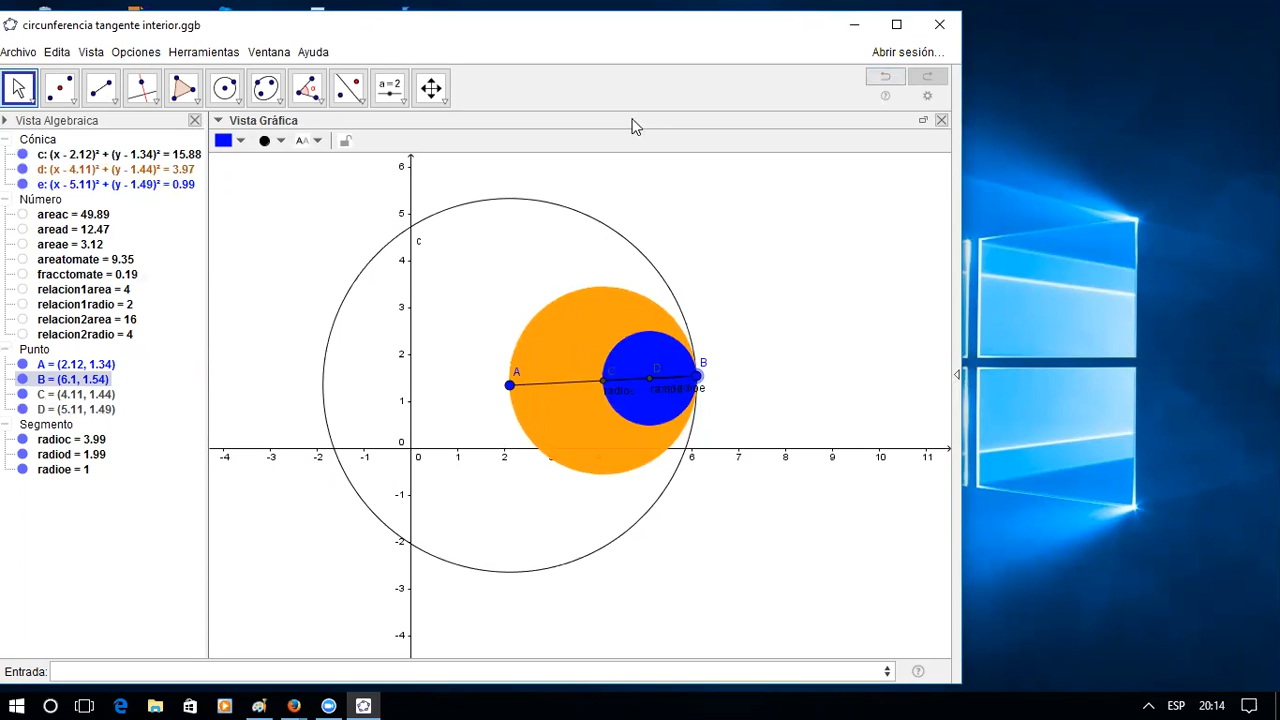 circunferencia tangente interior.ggb
Archivo Edita Vista Opciones Herramientas Ventana Ayuda Abrir sesión…
a = 2
Vista Algebraica
Vista Gráfica
AA
Cónica
c: (x - 2.12)² + (y - 1.34)² = 15.88
d: (x - 4.11)² + (y - 1.44)² = 3.97
e: (x - 5.11)² + (y - 1.49)² = 0.99
Número
areac = 49.89
aread = 12.47
areae = 3.12
areatomate = 9.35
fracctomate = 0.19
relacion1area = 4
relacion1radio = 2
relacion2area = 16
relacion2radio = 4
Punto
A = (2.12, 1.34)
B = (6.1, 1.54)
C = (4.11, 1.44)
D = (5.11, 1.49)
Segmento
radioc = 3.99
radiod = 1.99
radioe = 1
6
5
c
4
3
2
A C D B
radioc
1
0
-4 -3 -2 -1 0 1 2 3 4 5 6 7 8 9 10 11
-1
-2
-3
-4
Entrada:
ESP 20:14